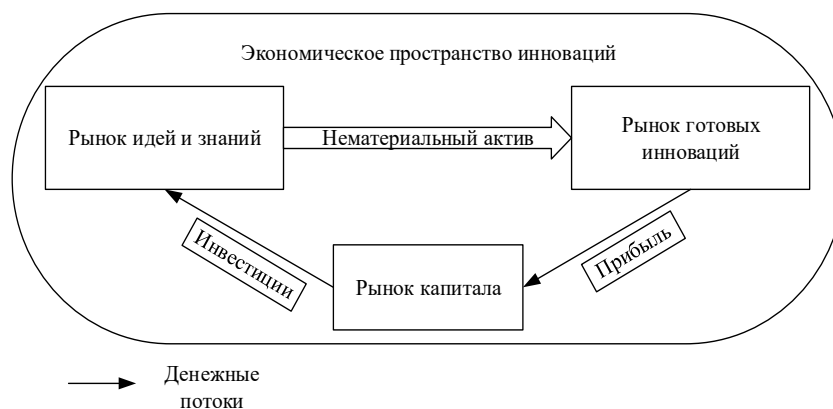 Экономическое пространство инноваций
Рынок идей и знаний
Нематериальный актив
Рынок готовых
инноваций
Инвестиции
Прибыль
Рынок капитала
Денежные
потоки